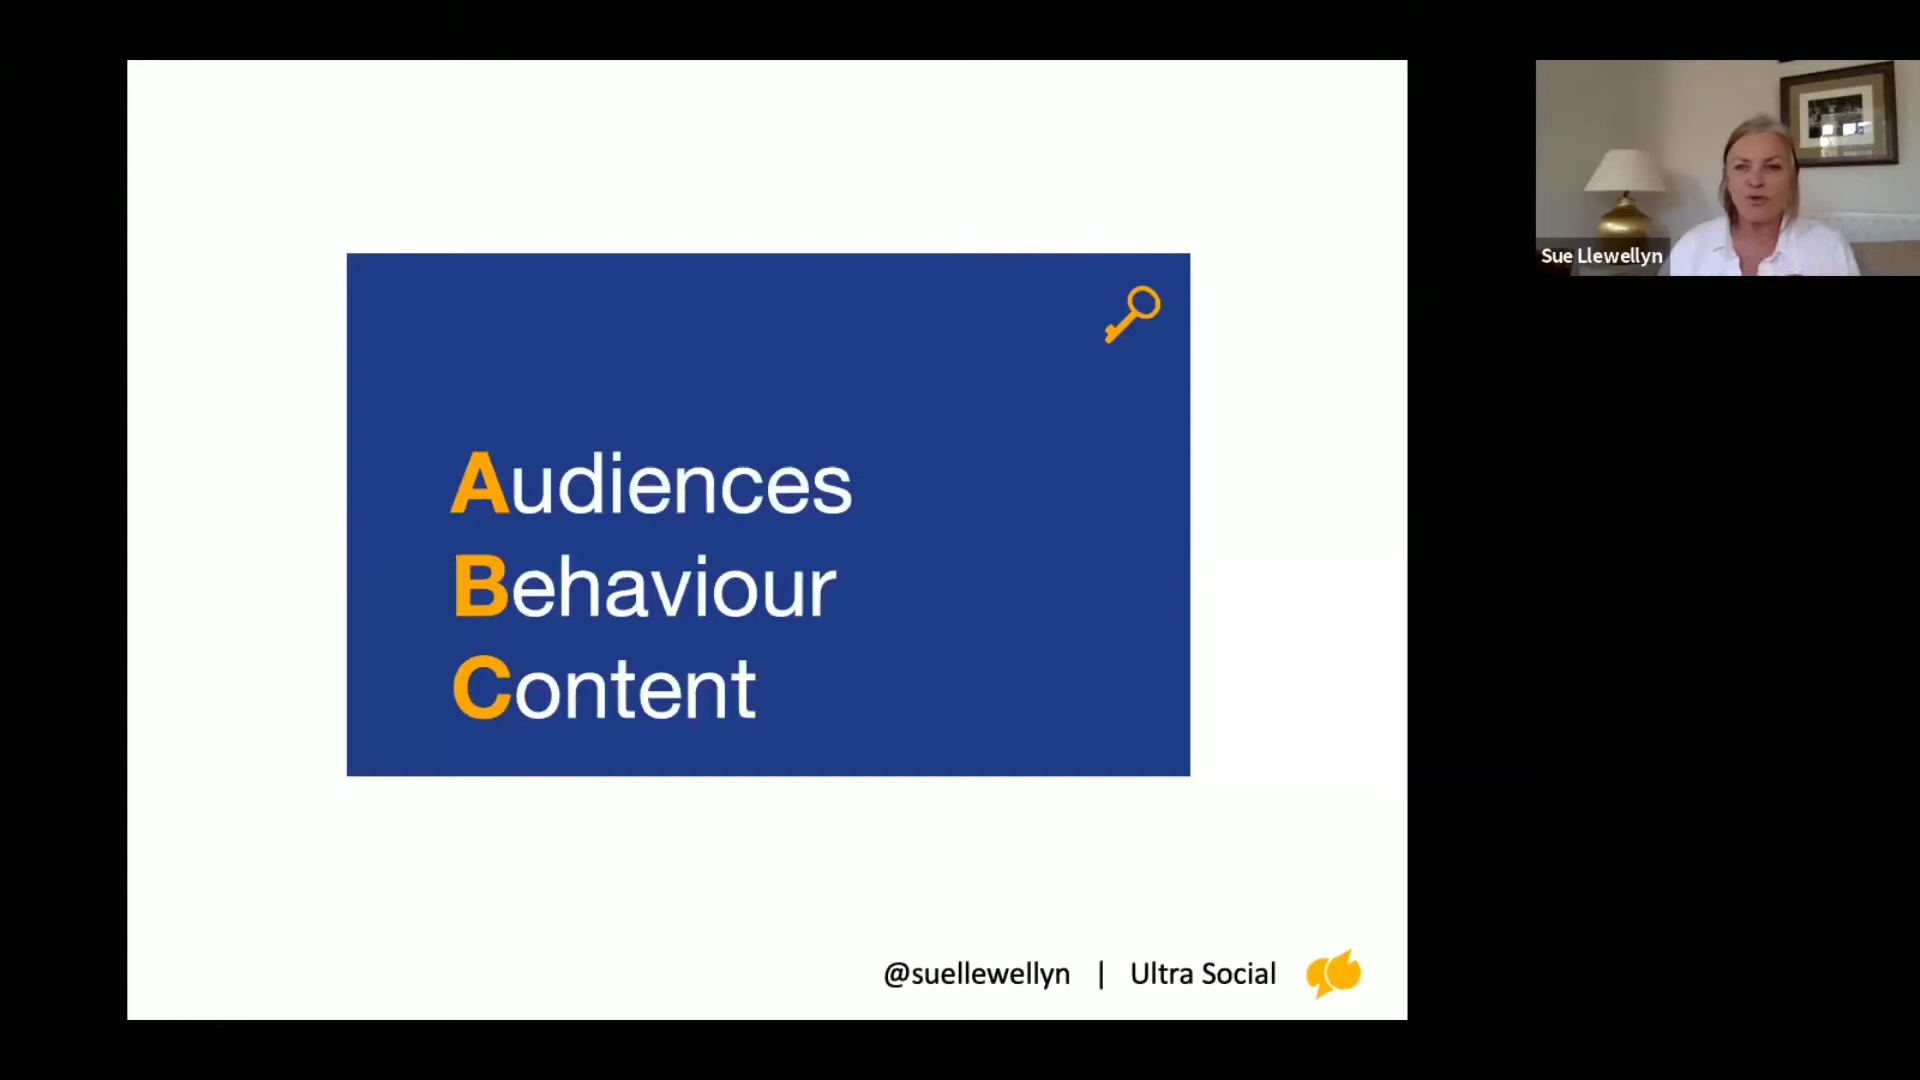 Audiences
Behaviour
Content
@suellewellyn | Ultra Social
Sue Llewellyn